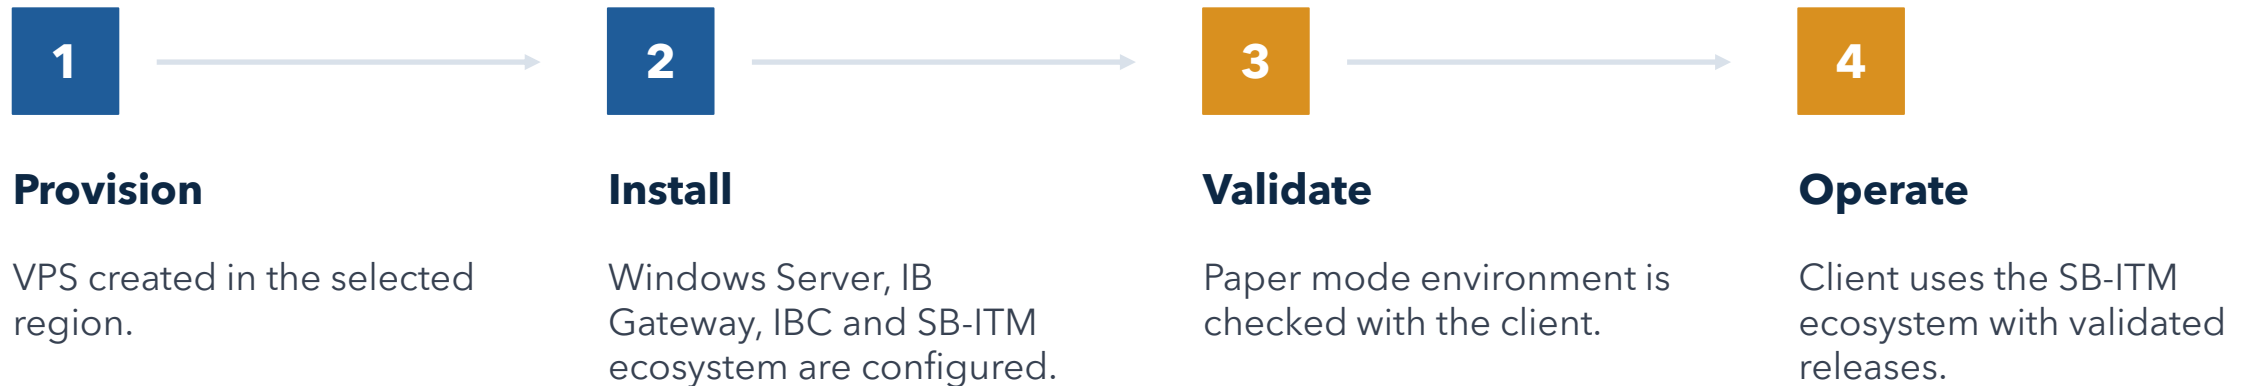 1
2
3
4
Provision
VPS created in the selected
region.
Install
Windows Server, IB
Gateway, IBC and SB-ITM
ecosystem are configured.
Validate
Paper mode environment is
checked with the client.
Operate
Client uses the SB-ITM
ecosystem with validated
releases.